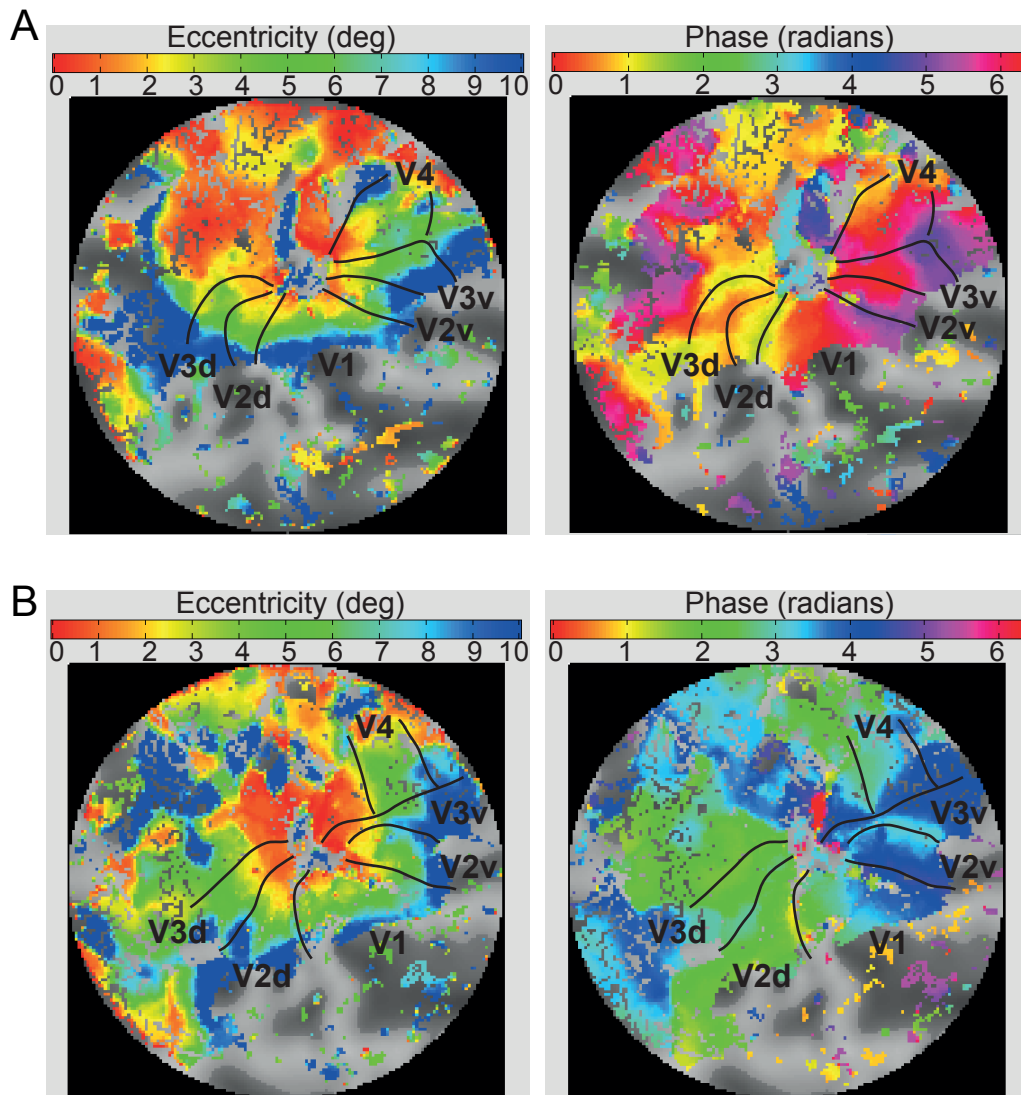 A
Eccentricity (deg)
0 1 2 3 4 5 6 7 8 9 10
V4
V3v
V2v
V3d
V1
V2d
Phase (radians)
0 1 2 3 4 5 6
V4
V3v
V2v
V3d
V1
V2d
B
Eccentricity (deg)
0 1 2 3 4 5 6 7 8 9 10
V4
V3v
V2v
V3d
V1
V2d
Phase (radians)
0 1 2 3 4 5 6
V4
V3v
V2v
V3d
V1
V2d